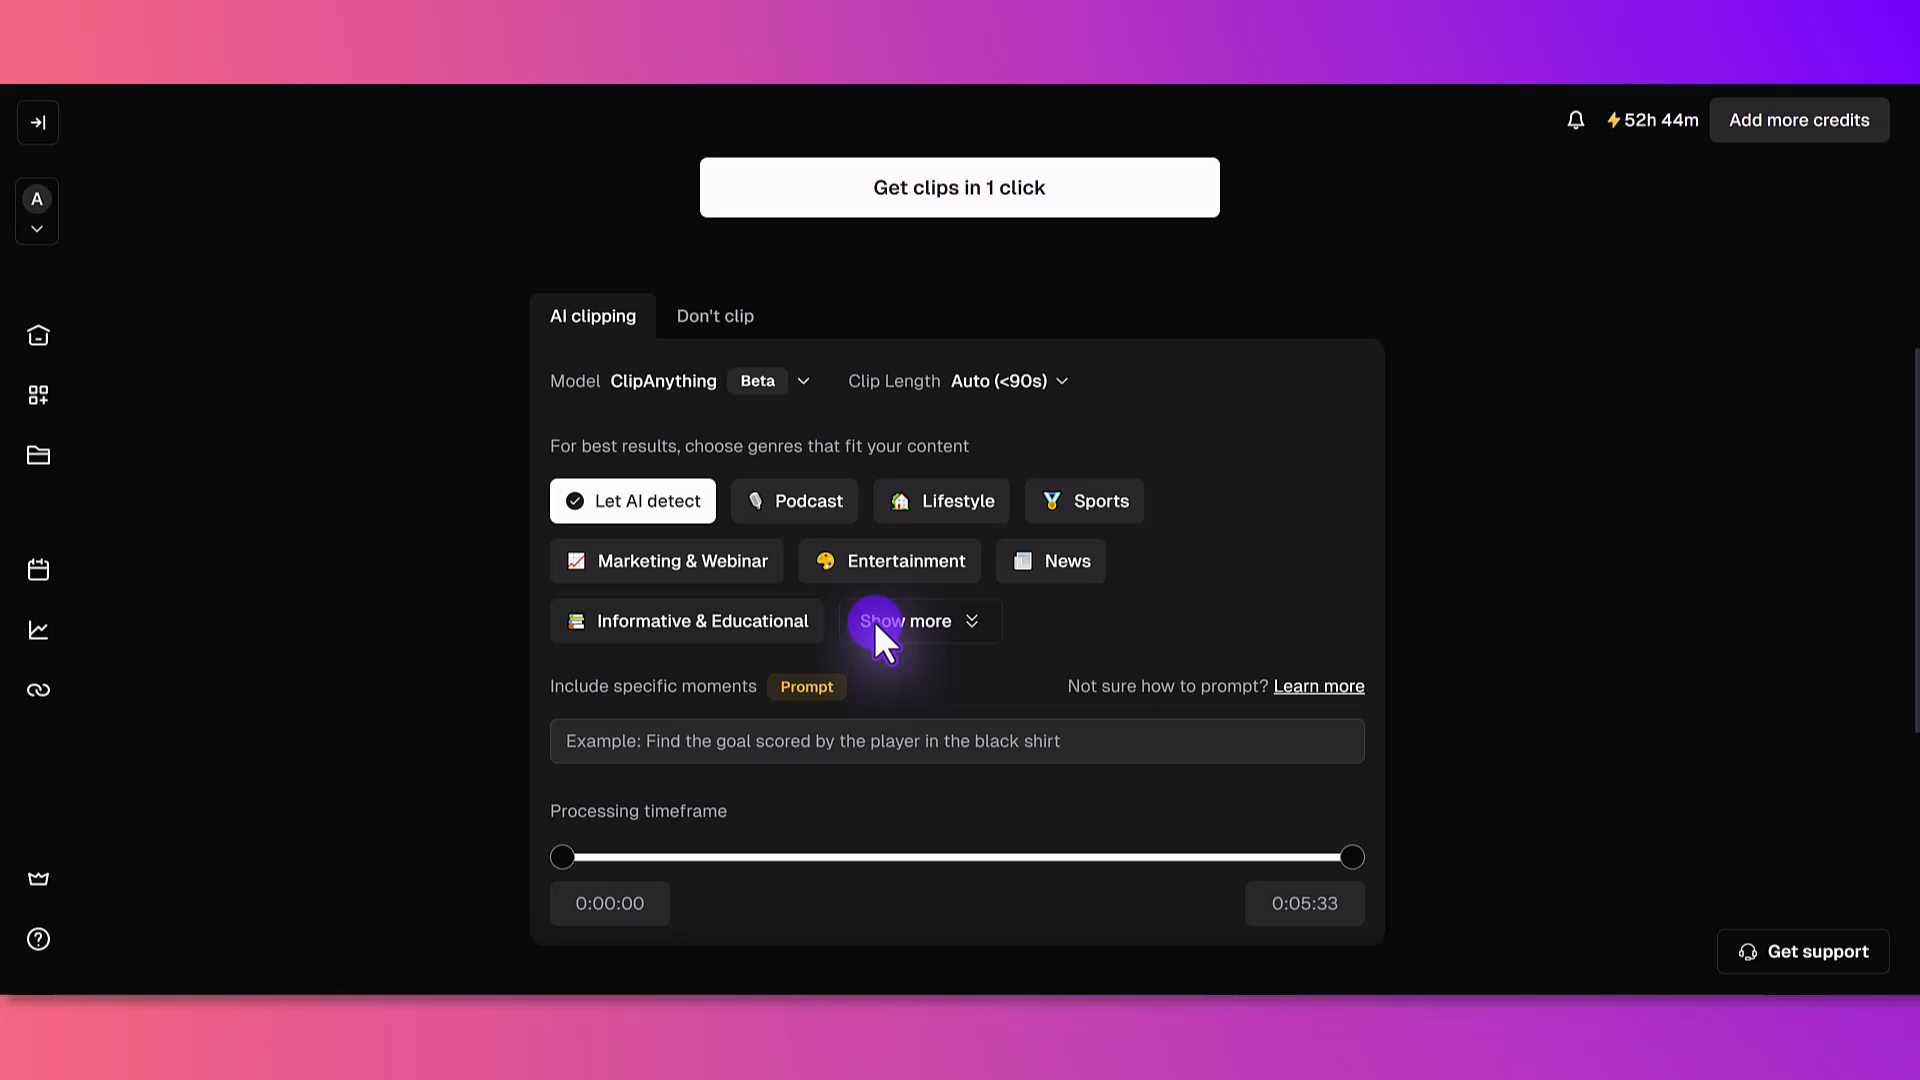 52h 44m Add more credits
Get clips in 1 click
A
AI clipping Don't clip
Model ClipAnything Beta Clip Length Auto (<90s)
For best results, choose genres that fit your content
Let AI detect Podcast Lifestyle Sports
Marketing & Webinar Entertainment News
Informative & Educational Show more
Include specific moments Prompt Not sure how to prompt? Learn more
Example: Find the goal scored by the player in the black shirt
Processing timeframe
0:00:00 0:05:33
Get support